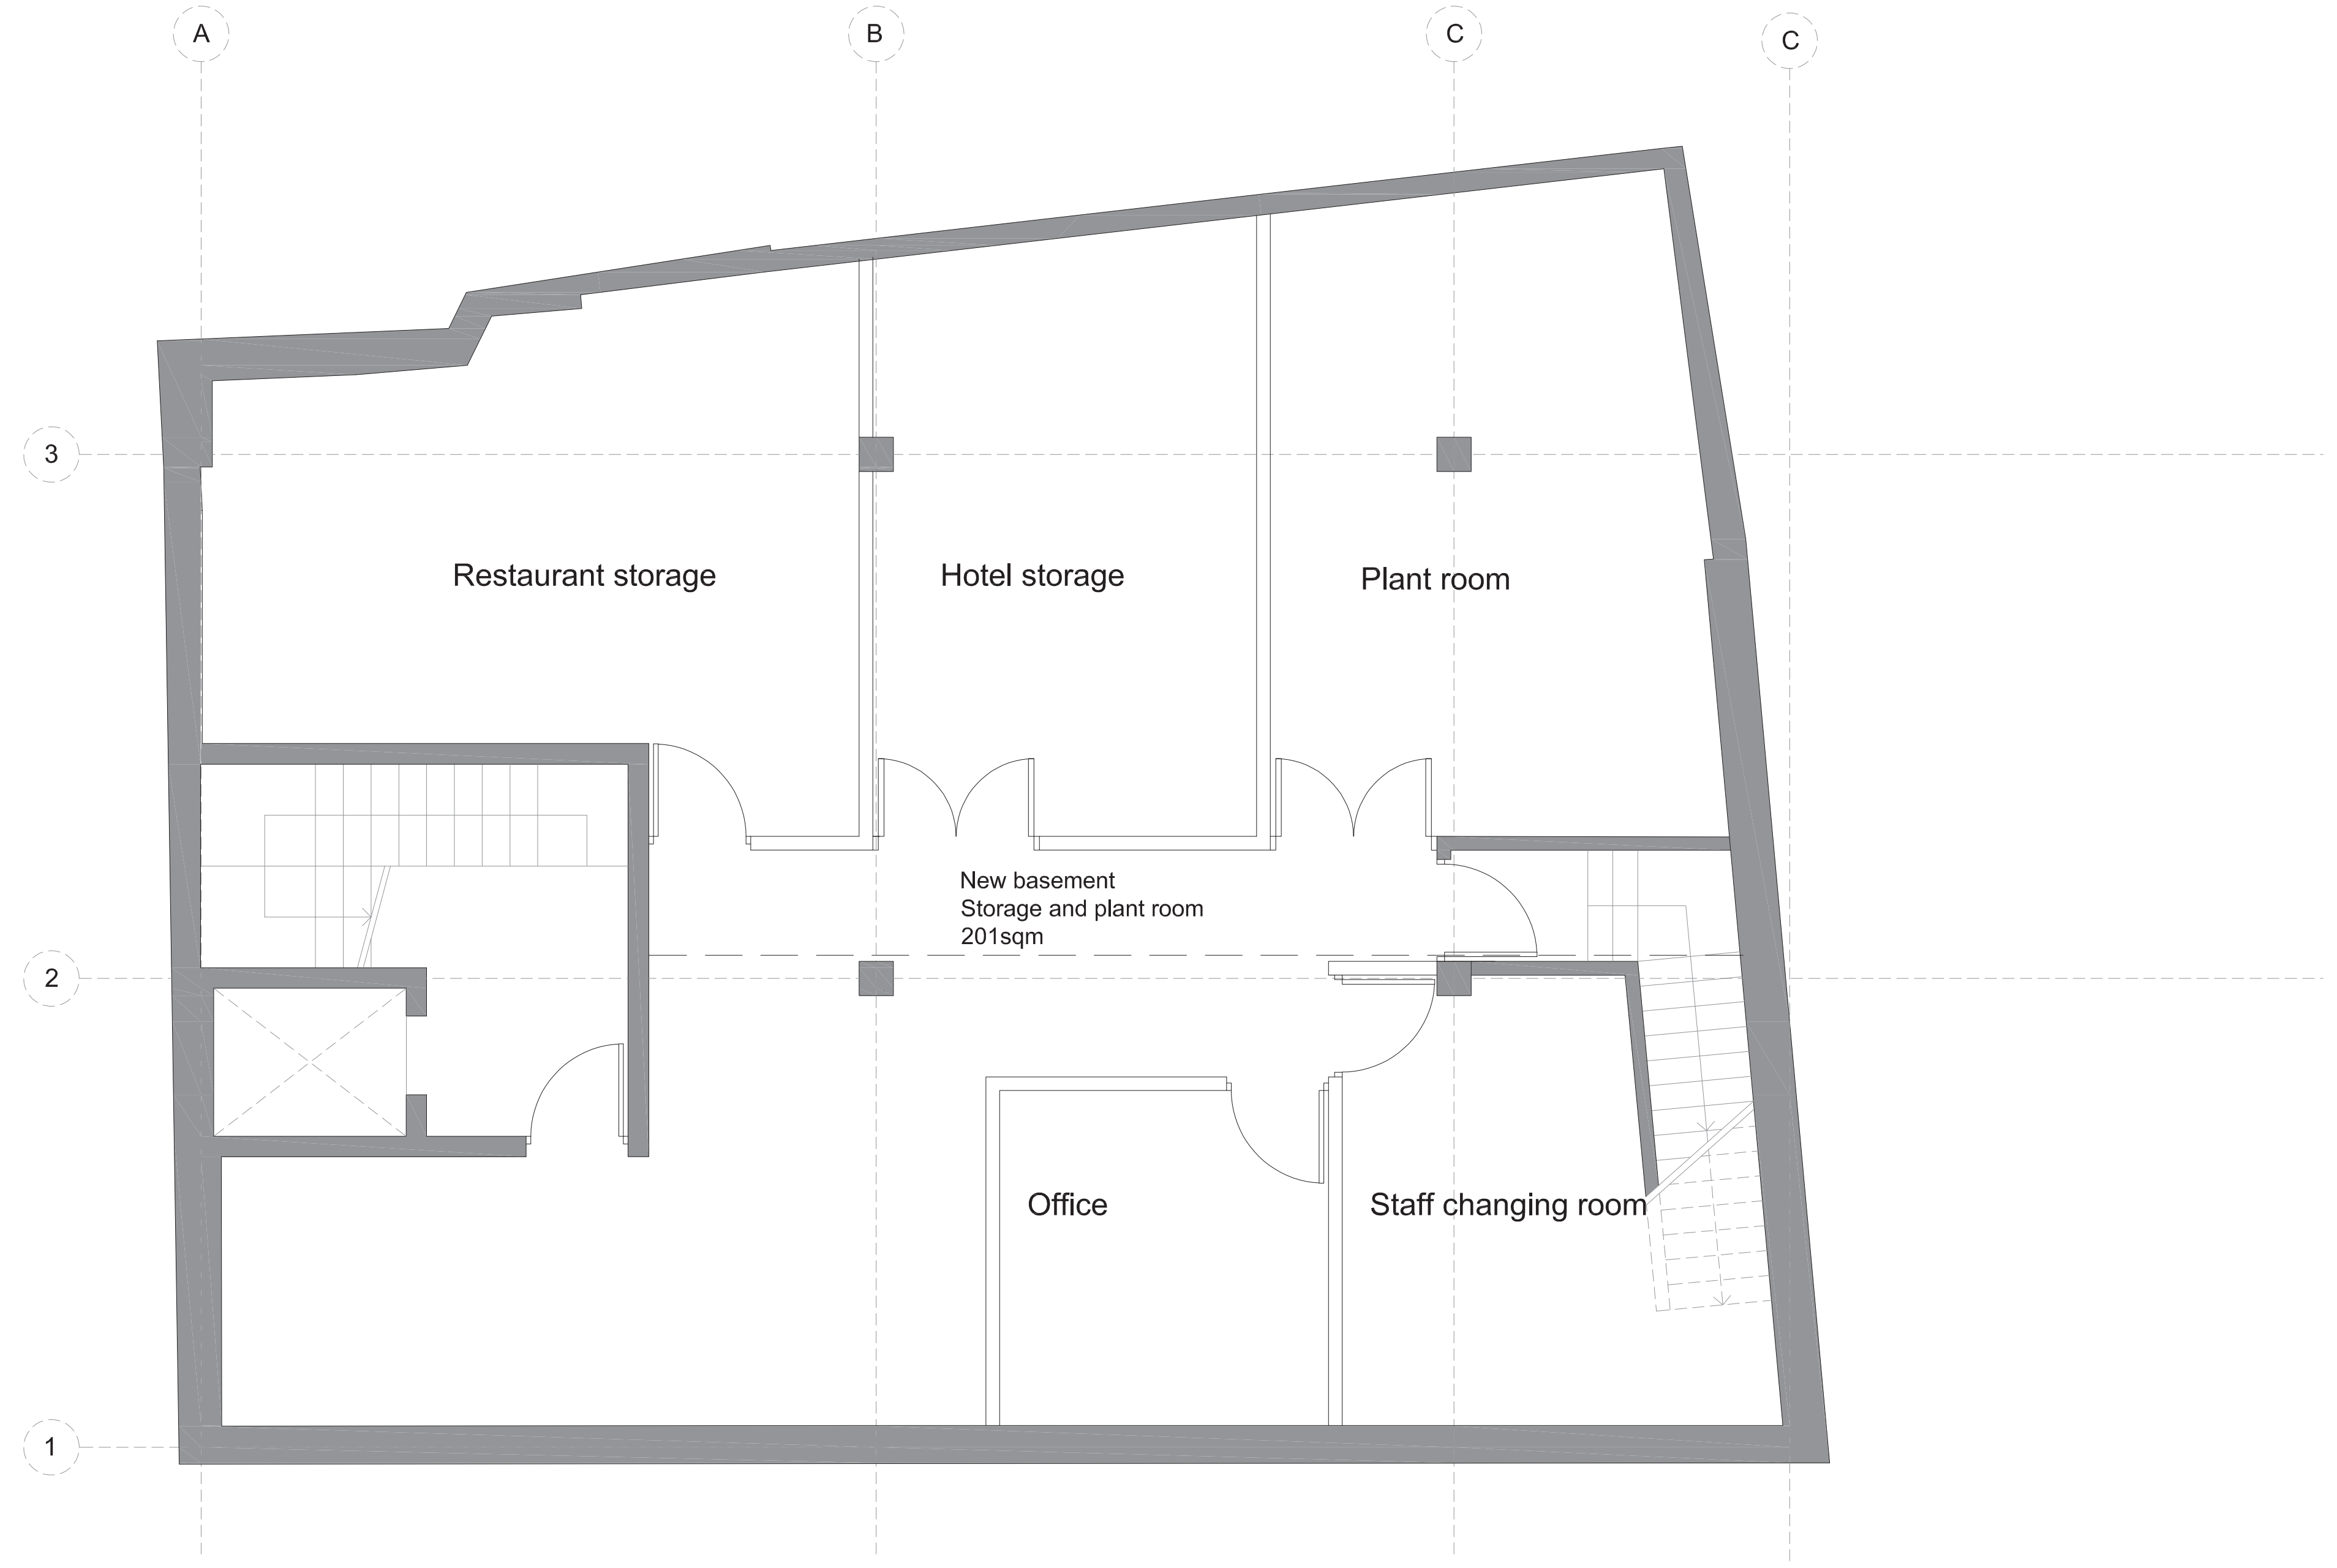 A
B
C
C
3
Restaurant storage
Hotel storage
Plant room
New basement
Storage and plant room
201sqm
2
Office
Staff changing room
1